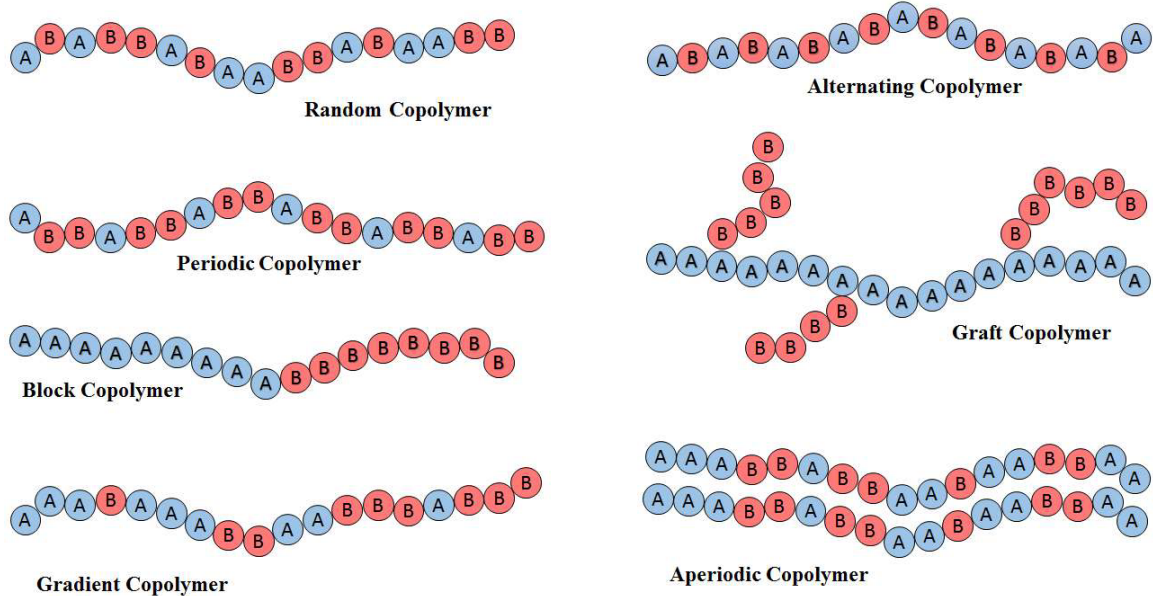 A B A B B A B A A B B A B A A B B
Random Copolymer
A B A B A B A B A B A B A B A B A
Alternating Copolymer
A B B A B B A B B A B B A B B A B B
Periodic Copolymer
B
B
B
B
B
B B B B
B
B
A A A A A A A A A A A A A A A A A
B
B
B B
Graft Copolymer
A A A A A A A A A B B B B B B B B
Block Copolymer
A A A B A A A B B A A B B B A B B B
Gradient Copolymer
A A A B B A B B A A B A A B B A A
A A A B B A B B A A B A A B B A A
Aperiodic Copolymer